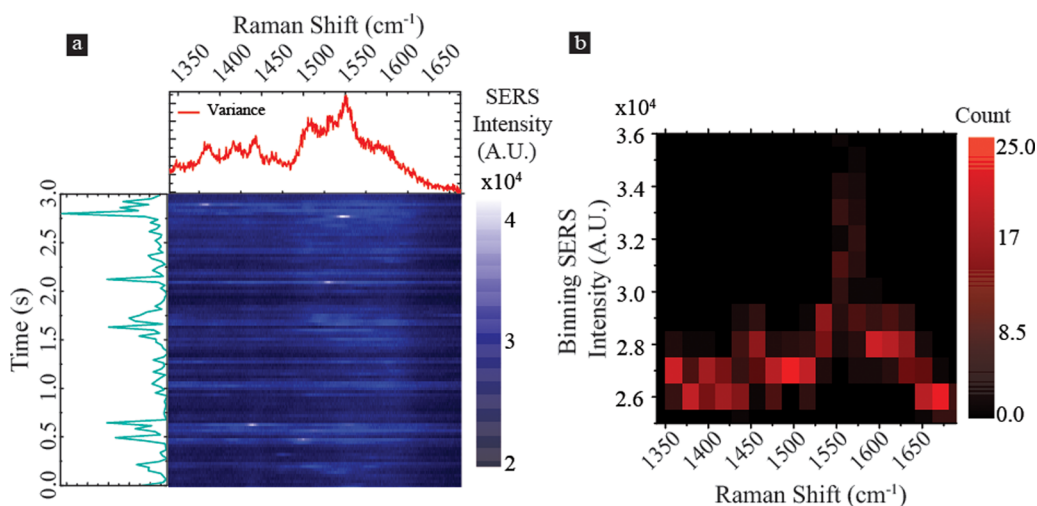 a
Raman Shift (cm-1)
1350 1400 1450 1500 1550 1600 1650
Variance
SERS
Intensity
(A.U.)
x10⁴
4
3
2
Time (s)
3.0
2.5
2.0
1.5
1.0
0.5
0.0
b
x10⁴
Binning SERS
Intensity (A.U.)
3.6
3.4
3.2
3.0
2.8
2.6
1350 1400 1450 1500 1550 1600 1650
Raman Shift (cm-1)
Count
25.0
17
8.5
0.0